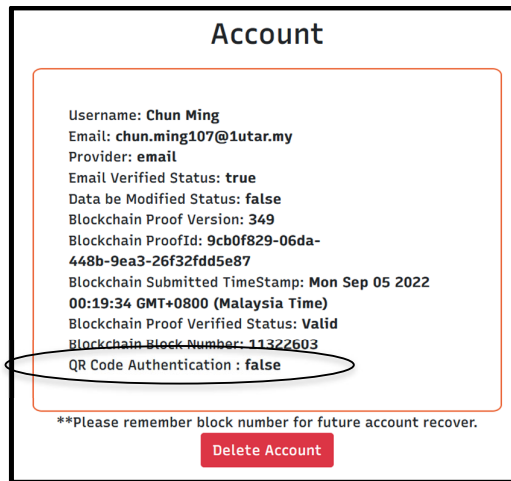 Account
Username: Chun Ming
Email: chun.ming107@1utar.my
Provider: email
Email Verified Status: true
Data be Modified Status: false
Blockchain Proof Version: 349
Blockchain ProofId: 9cb0f829-06da-
448b-9ea3-26f32fdd5e87
Blockchain Submitted TimeStamp: Mon Sep 05 2022
00:19:34 GMT+0800 (Malaysia Time)
Blockchain Proof Verified Status: Valid
Blockchain Block Number: 11322603
QR Code Authentication : false
**Please remember block number for future account recover.
Delete Account